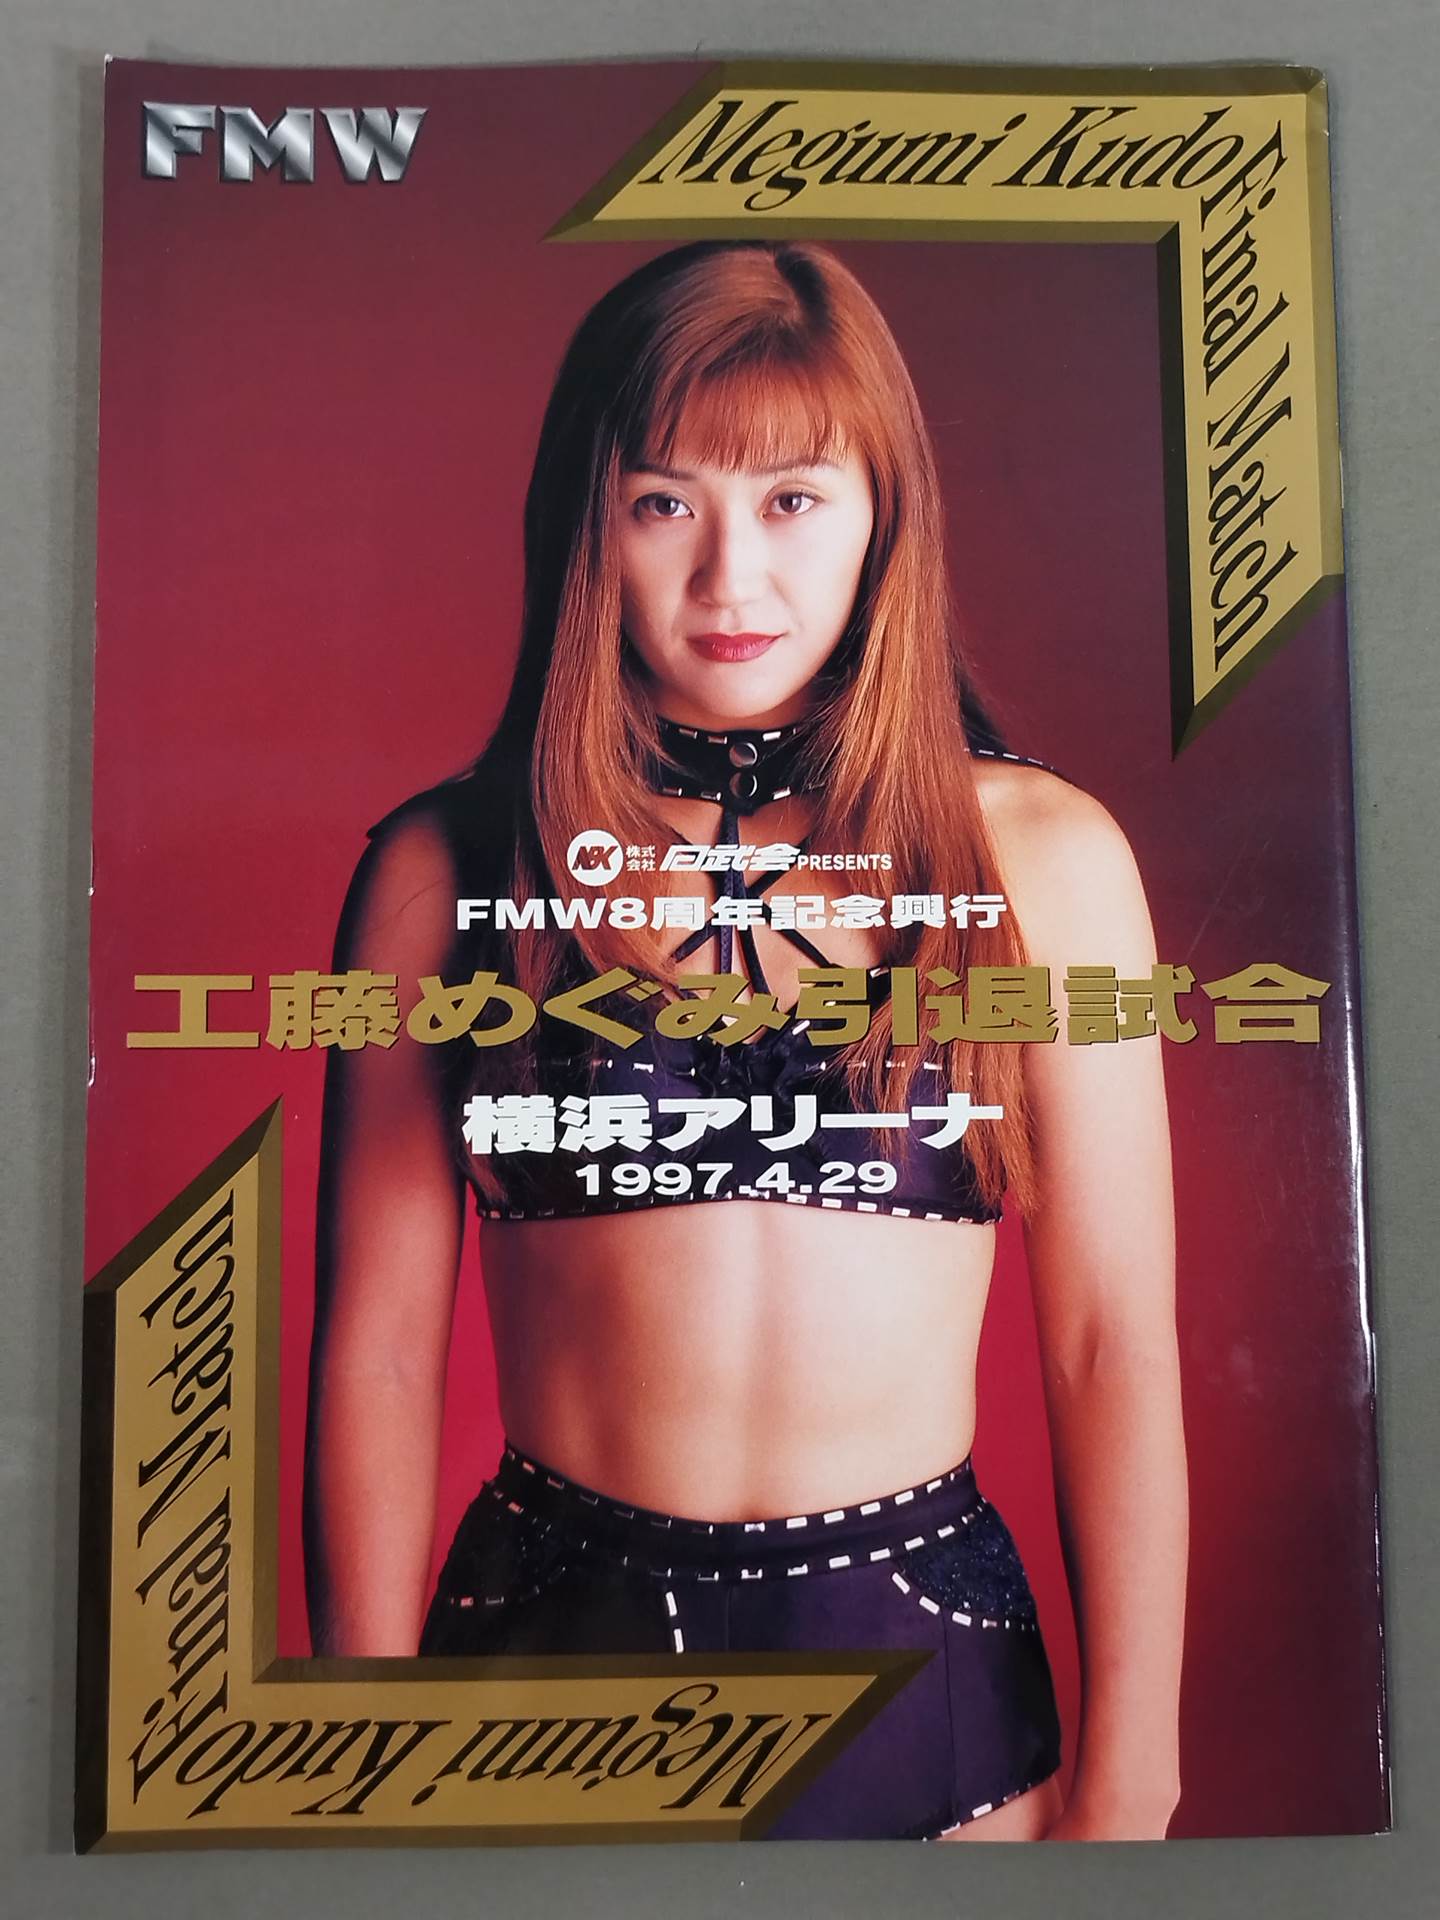 FMW
Megumi Kudo
Final Match
NBK 株式会社 日武会 PRESENTS
FMW8周年記念興行
工藤めぐみ引退試合
横浜アリーナ
1997.4.29
Final Match
Megumi Kudo